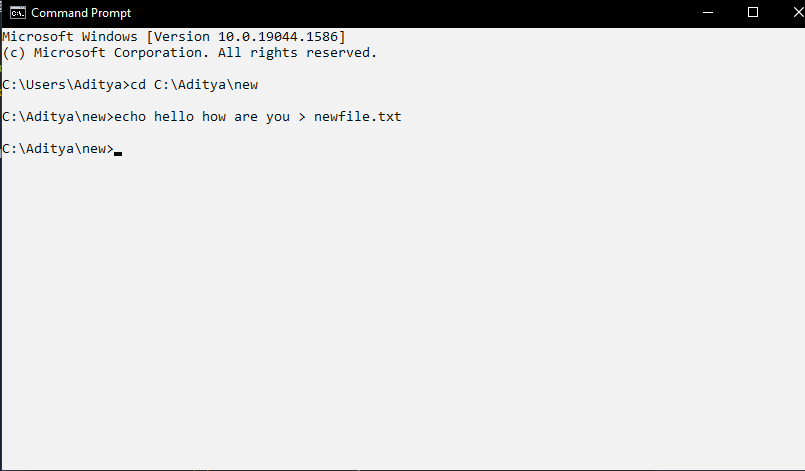 Command Prompt
Microsoft Windows [Version 10.0.19044.1586]
(c) Microsoft Corporation. All rights reserved.
C:\Users\Aditya>cd C:\Aditya\new
C:\Aditya\new>echo hello how are you > newfile.txt
C:\Aditya\new>